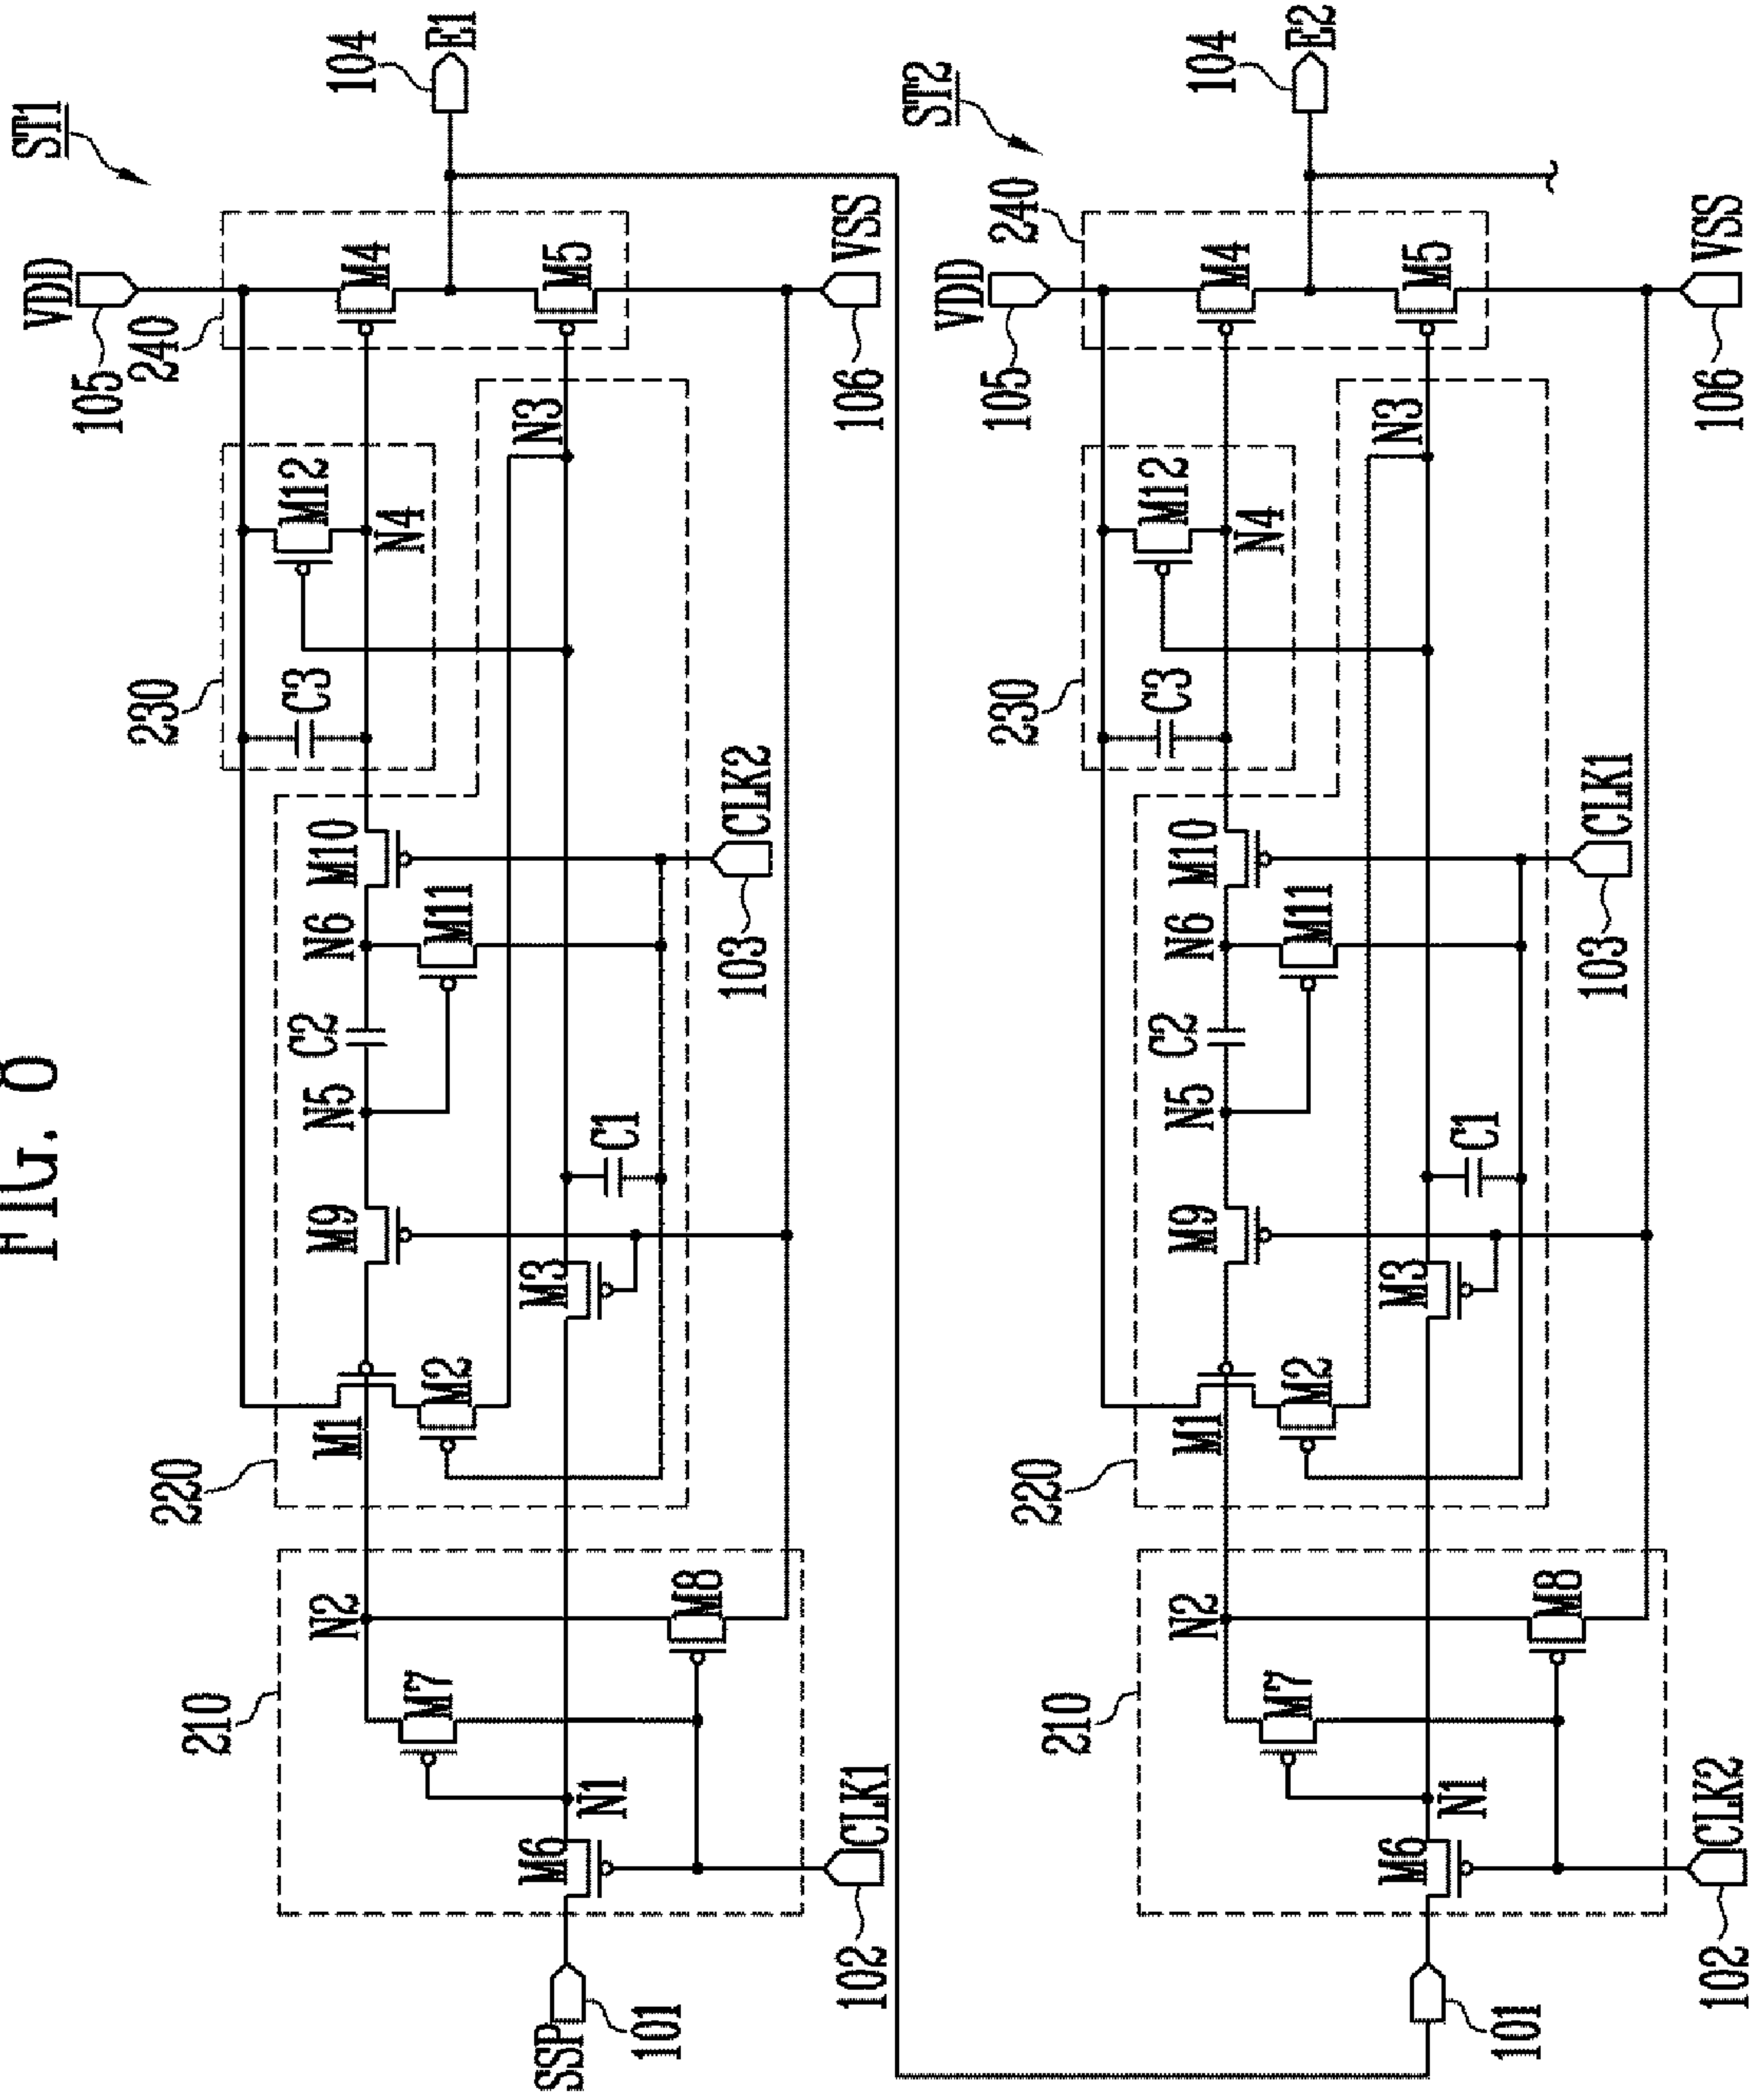 FIG. 8
ST1
VDD
105
210
220
230
240
104
E1
N2
M1
M9
N5
C2
N6
M10
C3
M12
M4
M7
M2
M11
N4
N3
M6
M3
M5
SSP
N1
C1
101
M8
103
CLK2
102
CLK1
106
VSS
ST2
VDD
105
210
220
230
240
104
E2
N2
M1
M9
N5
C2
N6
M10
C3
M12
M4
M7
M2
M11
N4
N3
M6
M3
M5
N1
C1
101
M8
103
CLK1
102
CLK2
106
VSS